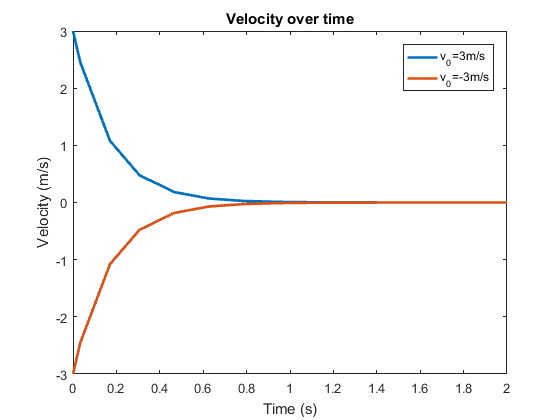 Velocity over time
v₀=3m/s
v₀=-3m/s
Velocity (m/s)
3
2
1
0
-1
-2
-3
0 0.2 0.4 0.6 0.8 1 1.2 1.4 1.6 1.8 2
Time (s)